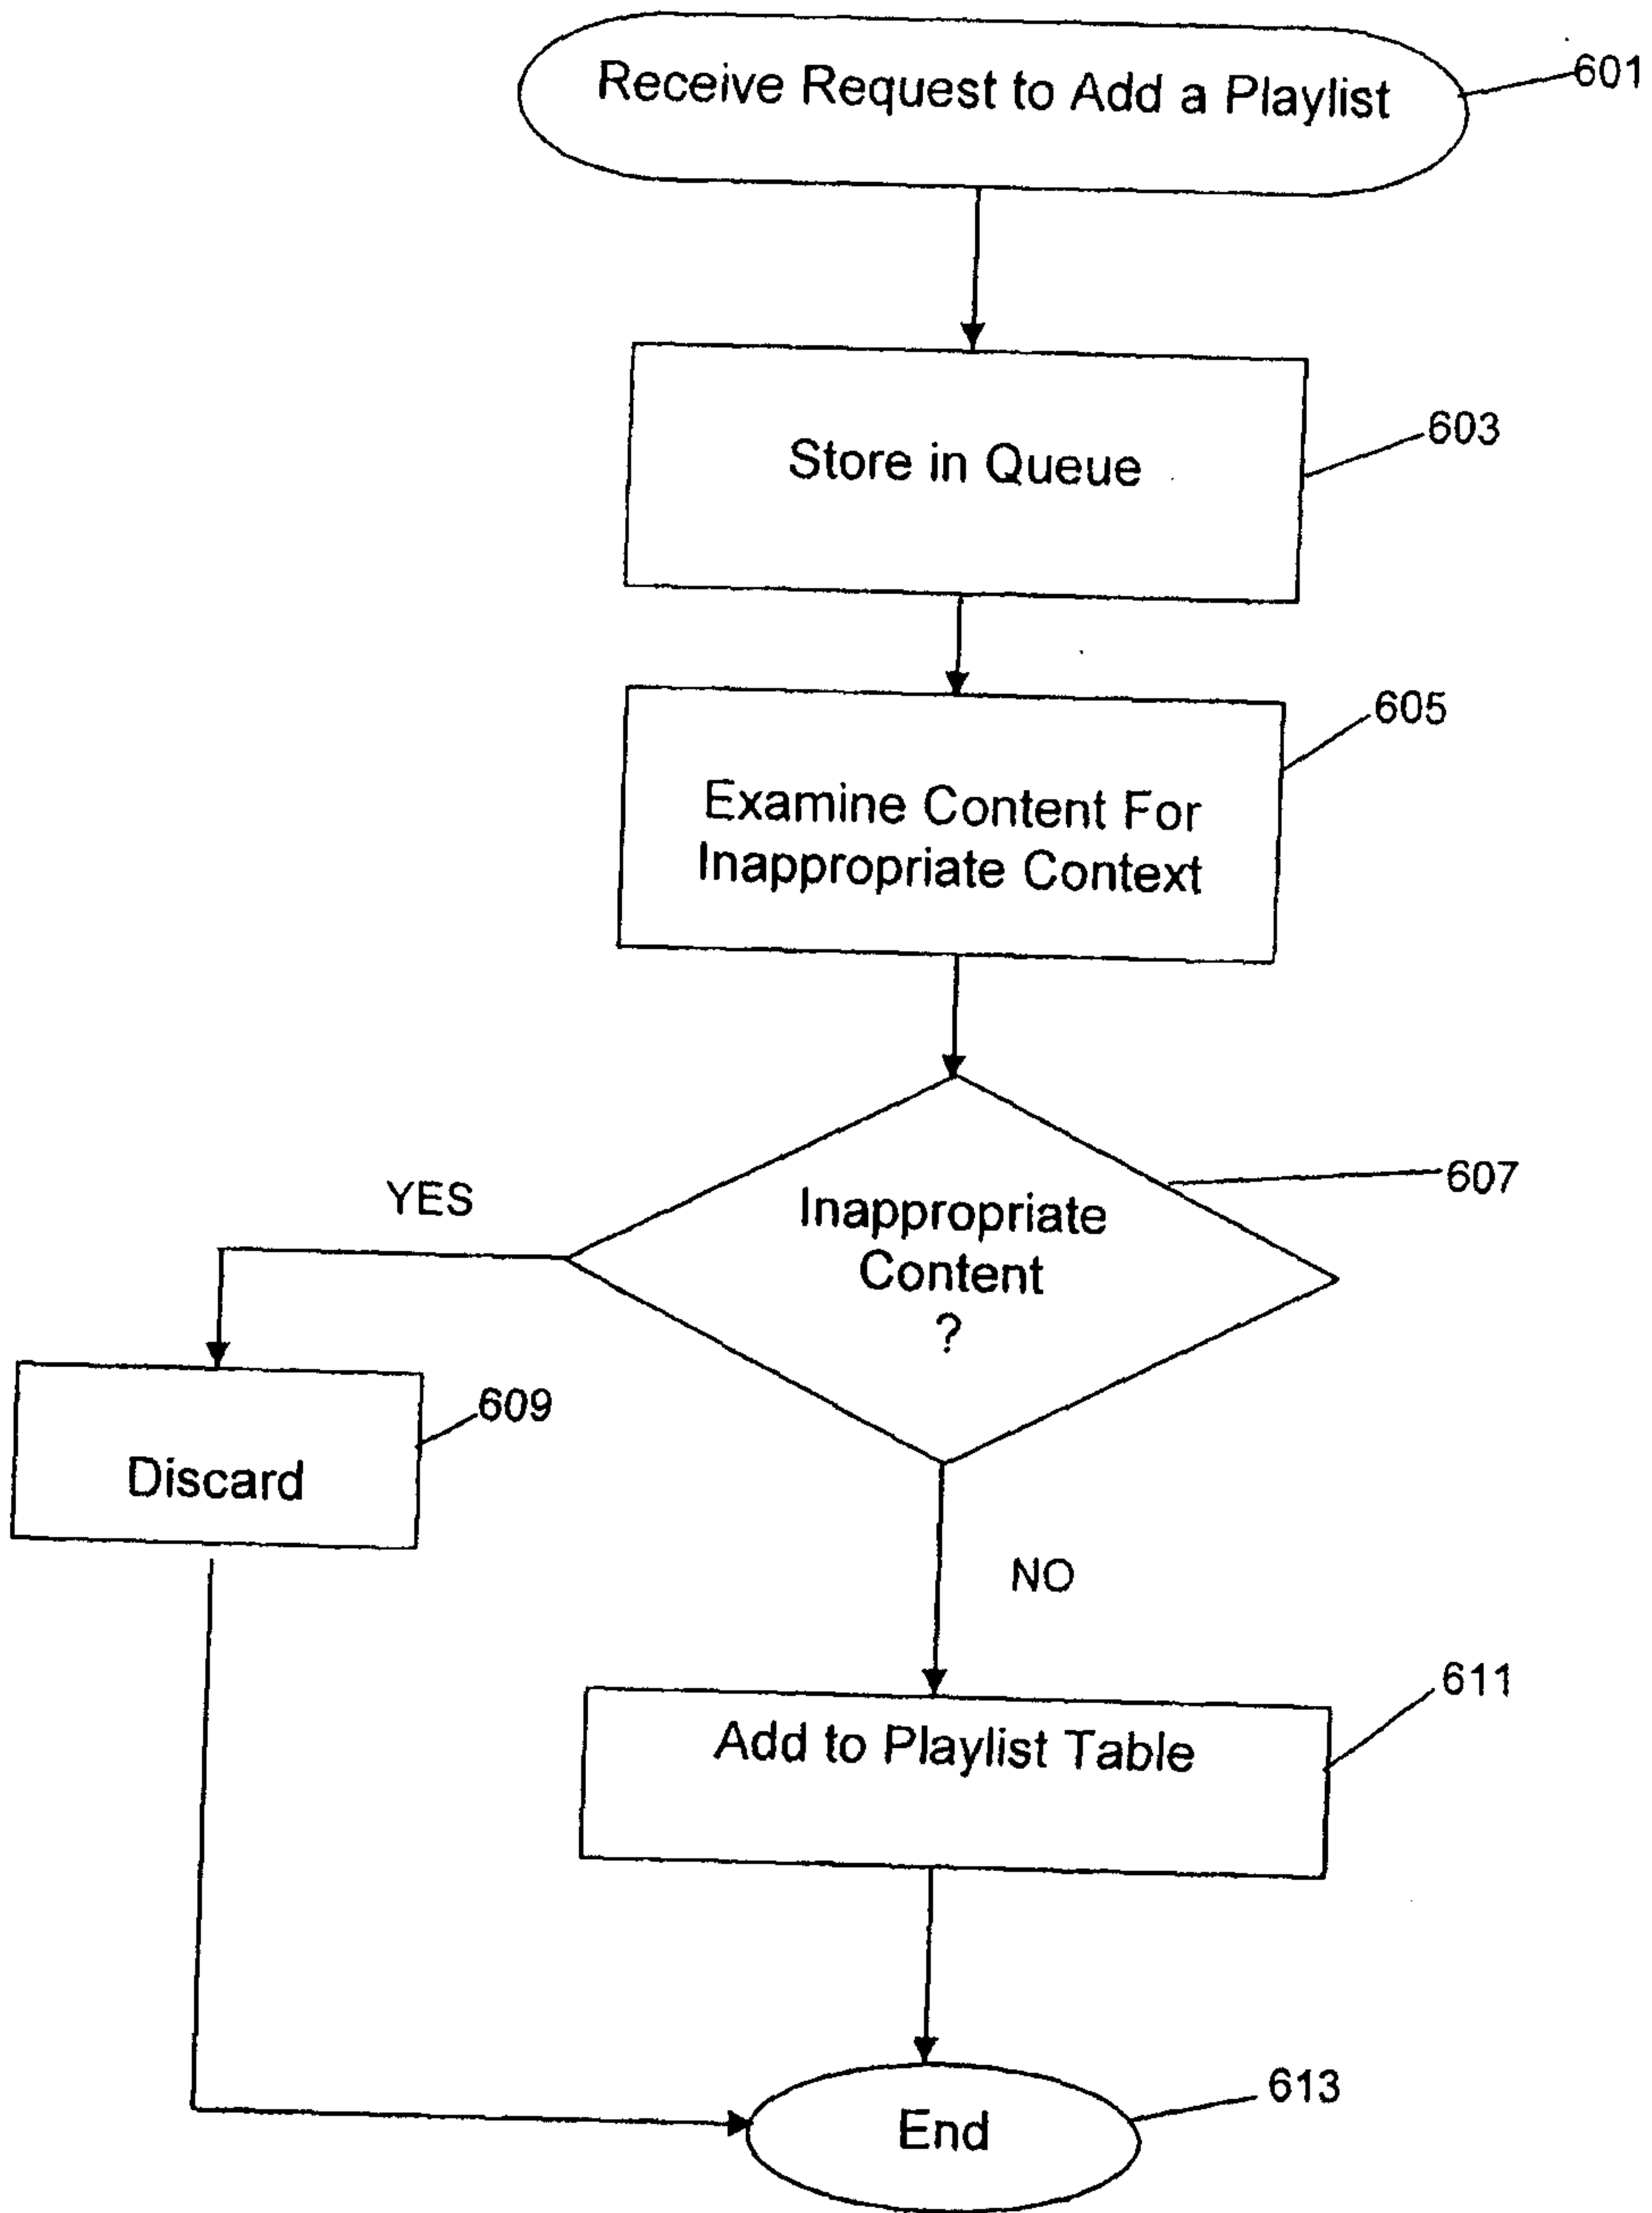 Receive Request to Add a Playlist
601
Store in Queue
603
605
Examine Content For
Inappropriate Context
607
YES
Inappropriate
Content
?
609
Discard
NO
611
Add to Playlist Table
613
End